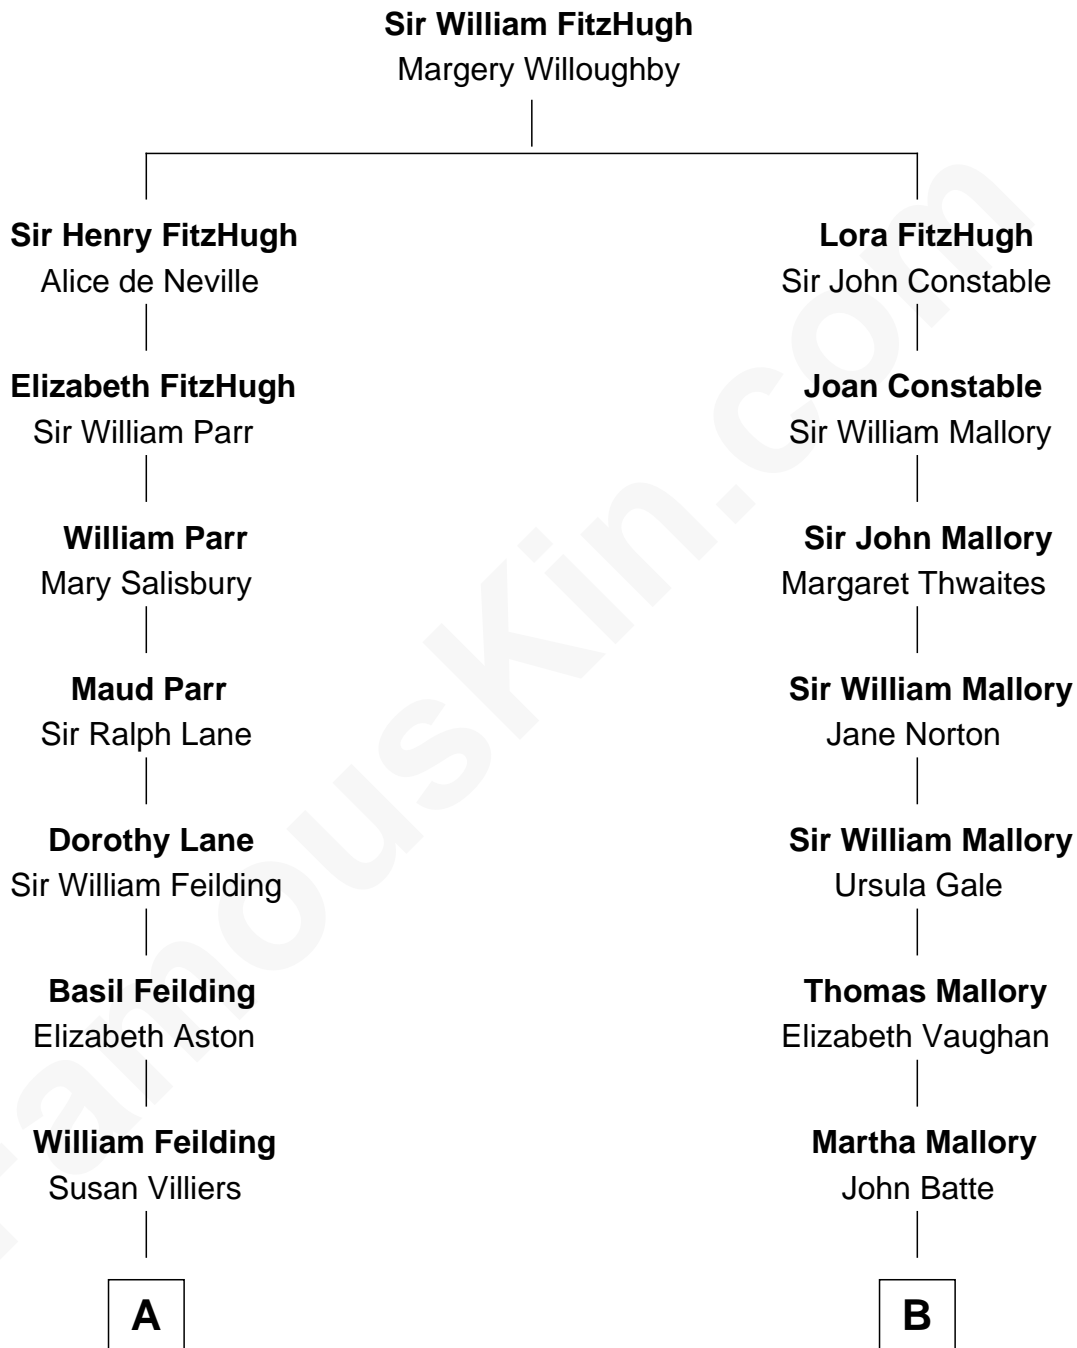 Sir William FitzHugh
Margery Willoughby
Sir Henry FitzHugh
Alice de Neville
Lora FitzHugh
Sir John Constable
Elizabeth FitzHugh
Sir William Parr
Joan Constable
Sir William Mallory
William Parr
Mary Salisbury
Sir John Mallory
Margaret Thwaites
Maud Parr
Sir Ralph Lane
Sir William Mallory
Jane Norton
Dorothy Lane
Sir William Feilding
Sir William Mallory
Ursula Gale
Basil Feilding
Elizabeth Aston
Thomas Mallory
Elizabeth Vaughan
William Feilding
Susan Villiers
Martha Mallory
John Batte
A
B
FamousKin.com